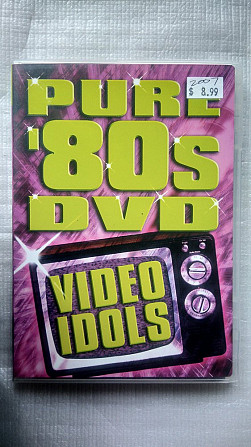 2007
$ 8.99
PURE
'80s
DVD
VIDEO
IDOLS